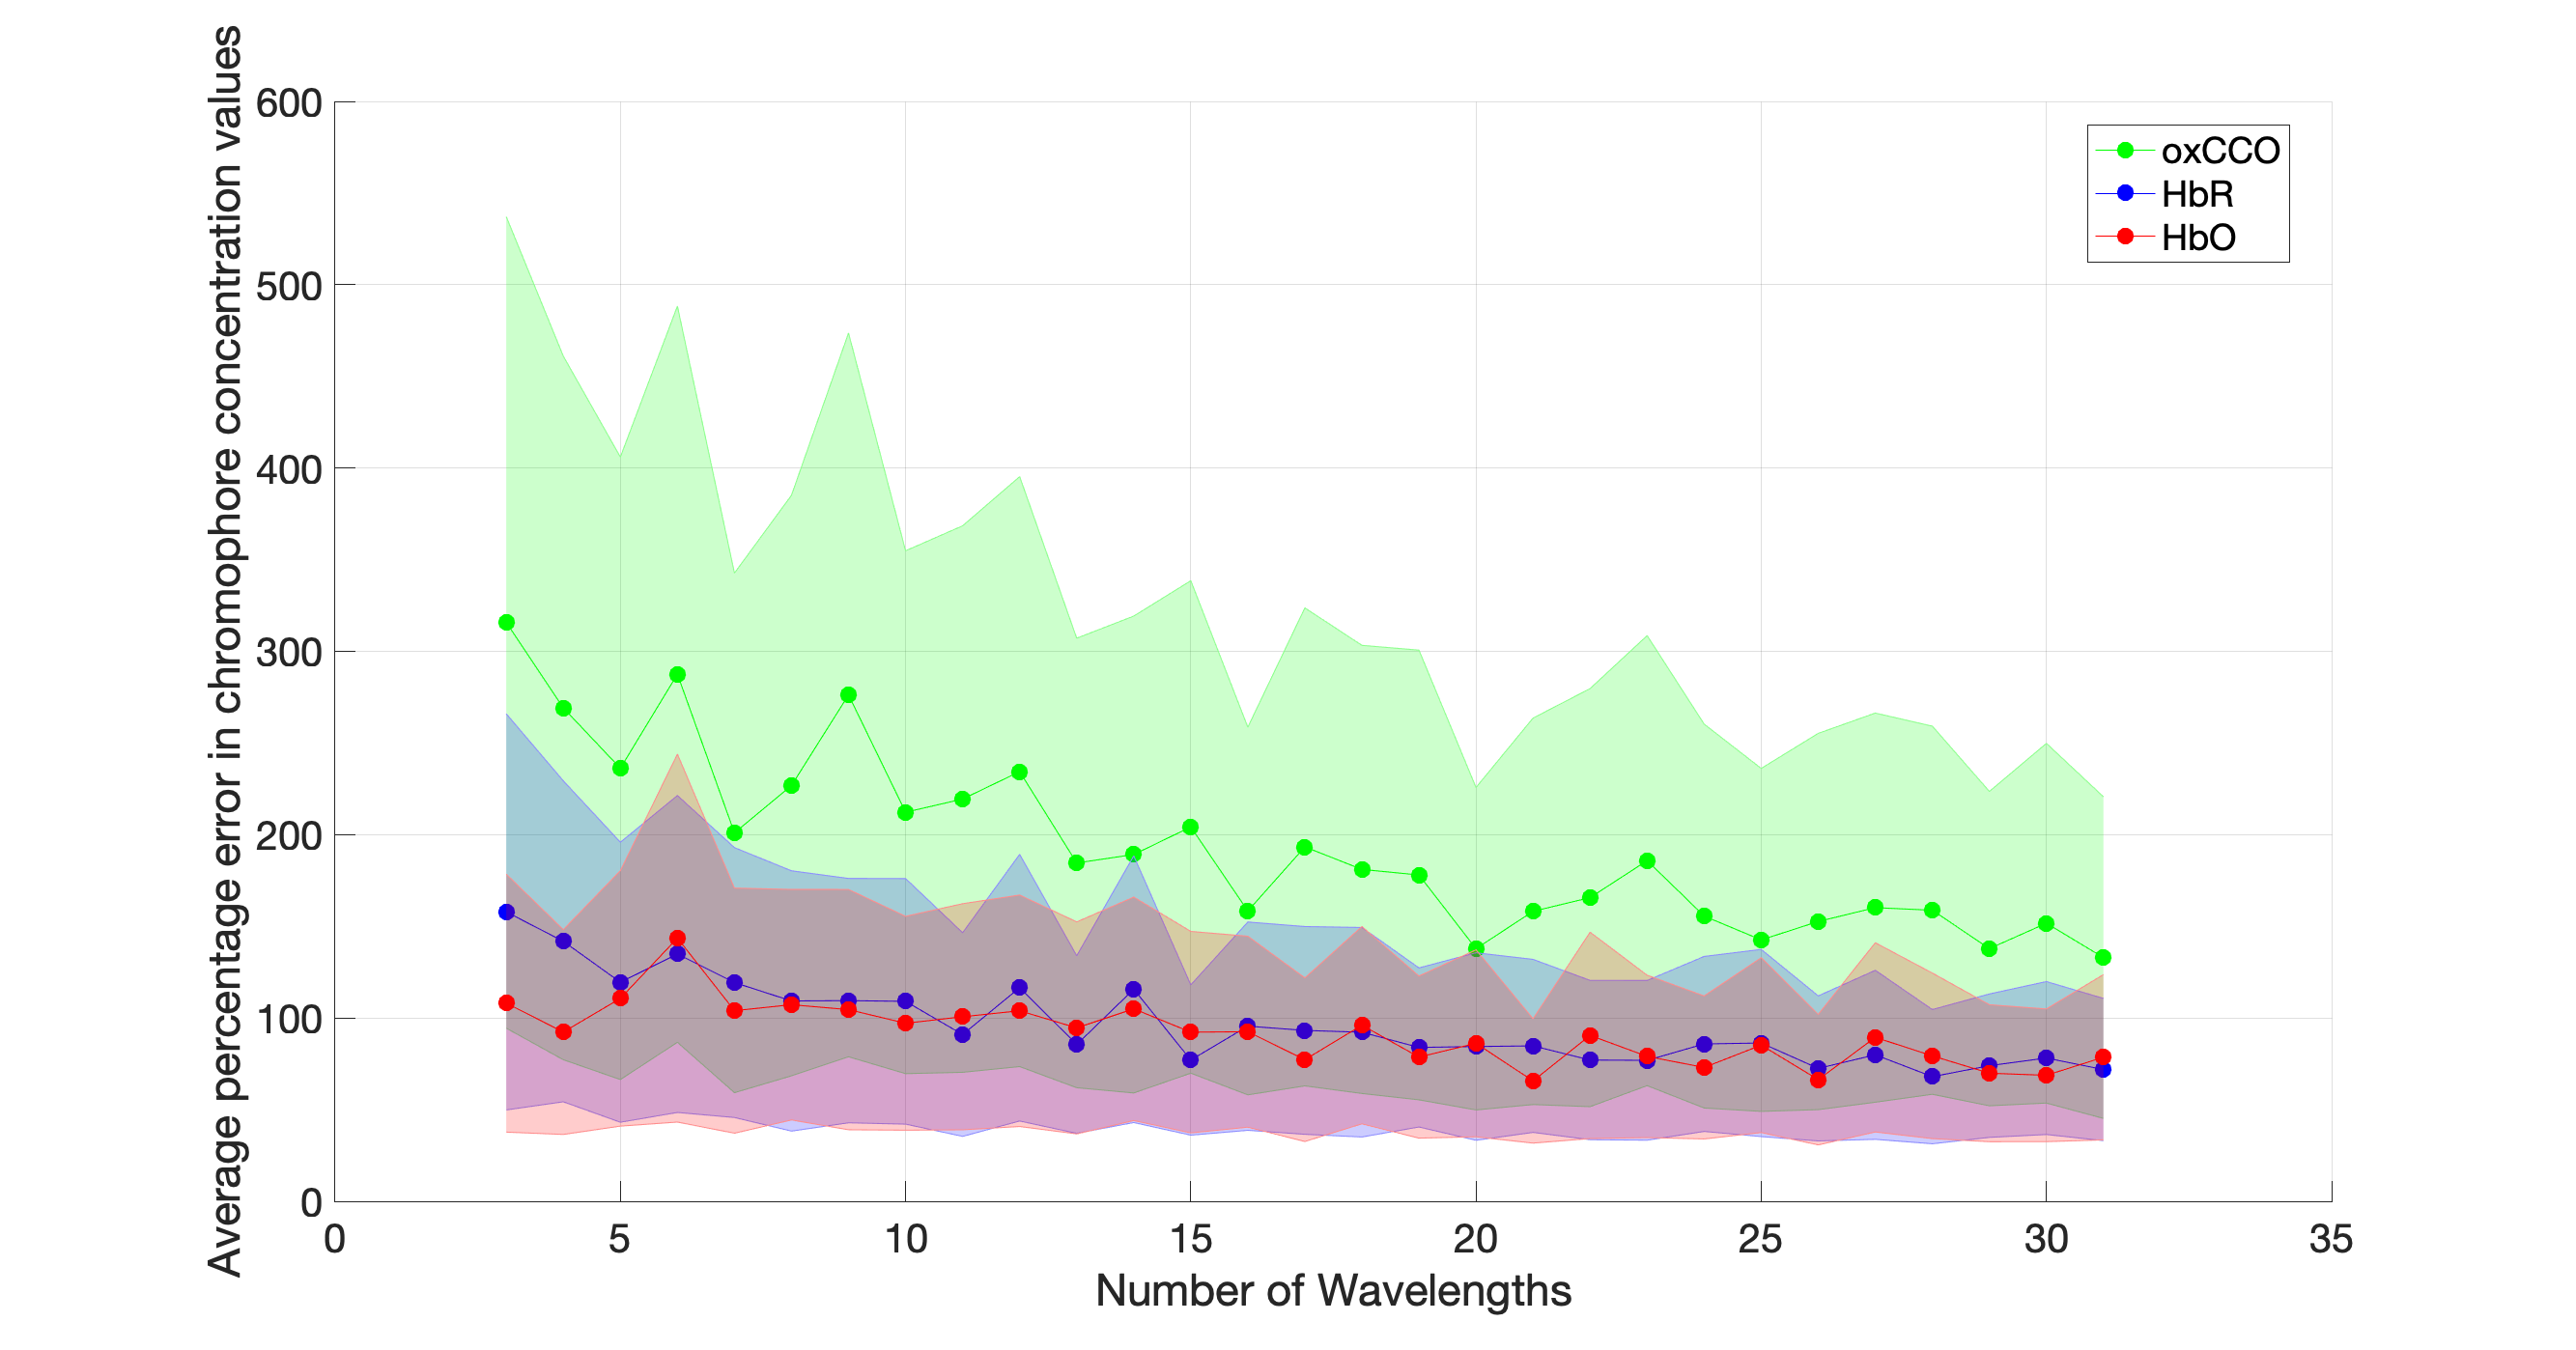 Average percentage error in chromophore concentration values
600
500
400
300
200
100
0
0 5 10 15 20 25 30 35
Number of Wavelengths
oxCCO
HbR
HbO